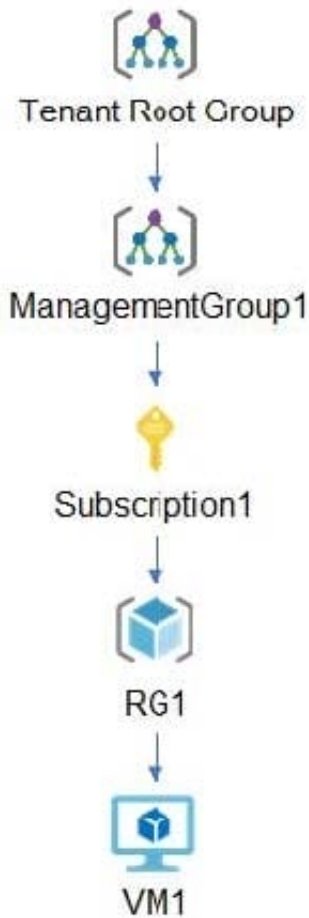 Tenant Root Group
ManagementGroup1
Subscription1
RG1
VM1